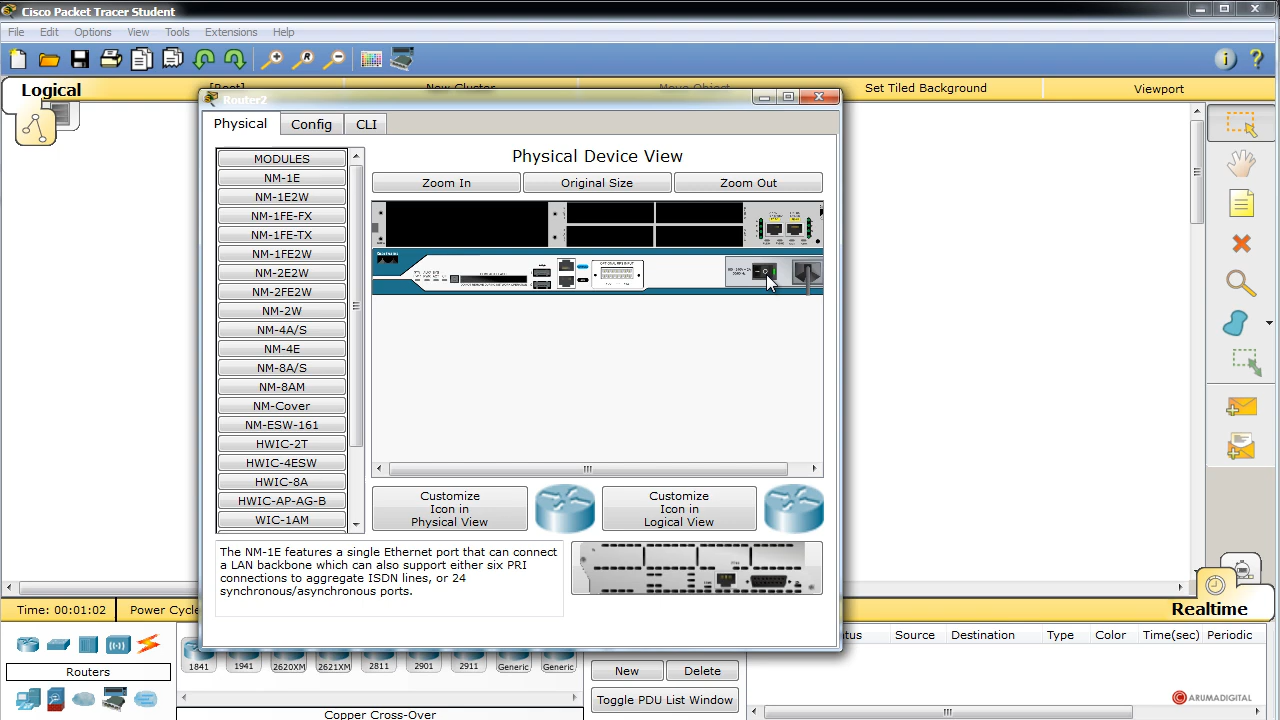 Cisco Packet Tracer Student
File Edit Options View Tools Extensions Help
Logical
[Root] New Cluster Move Object Set Tiled Background Viewport
Router2
Physical Config CLI
MODULES
NM-1E
NM-1E2W
NM-1FE-FX
NM-1FE-TX
NM-1FE2W
NM-2E2W
NM-2FE2W
NM-2W
NM-4A/S
NM-4E
NM-8A/S
NM-8AM
NM-Cover
NM-ESW-161
HWIC-2T
HWIC-4ESW
HWIC-8A
HWIC-AP-AG-B
WIC-1AM
Physical Device View
Zoom In Original Size Zoom Out
Customize
Icon in
Physical View
Customize
Icon in
Logical View
The NM-1E features a single Ethernet port that can connect
a LAN backbone which can also support either six PRI
connections to aggregate ISDN lines, or 24
synchronous/asynchronous ports.
Time: 00:01:02 Power Cycle
Realtime
Routers
1841 1941 2620XM 2621XM 2811 2901 2911 Generic Generic
Copper Cross-Over
New Delete
Toggle PDU List Window
Source Destination Type Color Time(sec) Periodic
ARUMADIGITAL